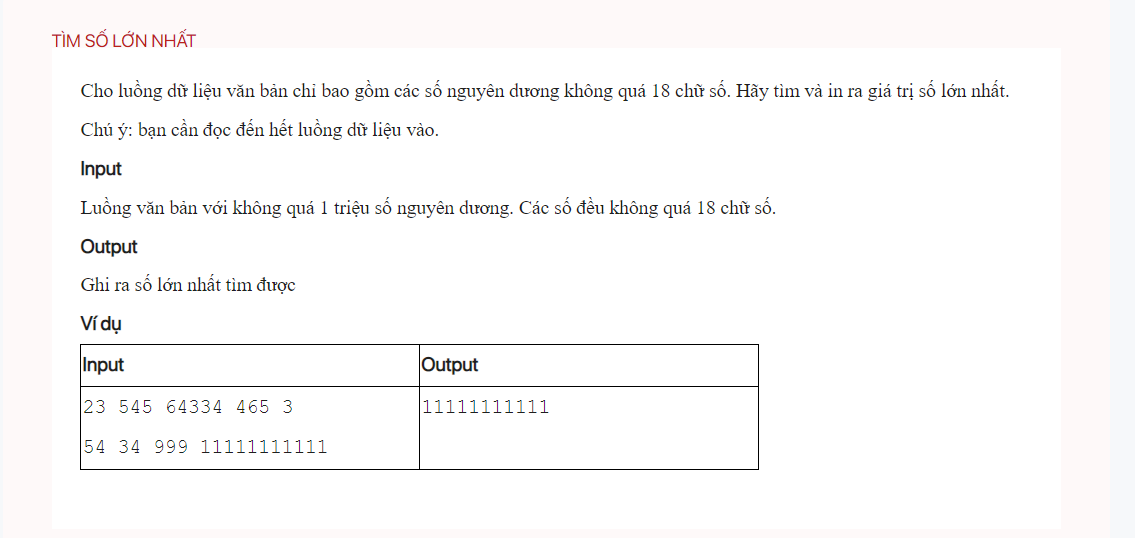 TÌM SỐ LỚN NHẤT
Cho luồng dữ liệu văn bản chỉ bao gồm các số nguyên dương không quá 18 chữ số. Hãy tìm và in ra giá trị số lớn nhất.
Chú ý: bạn cần đọc đến hết luồng dữ liệu vào.
Input
Luồng văn bản với không quá 1 triệu số nguyên dương. Các số đều không quá 18 chữ số.
Output
Ghi ra số lớn nhất tìm được
Ví dụ
Input Output
23 545 64334 465 3 11111111111
54 34 999 11111111111